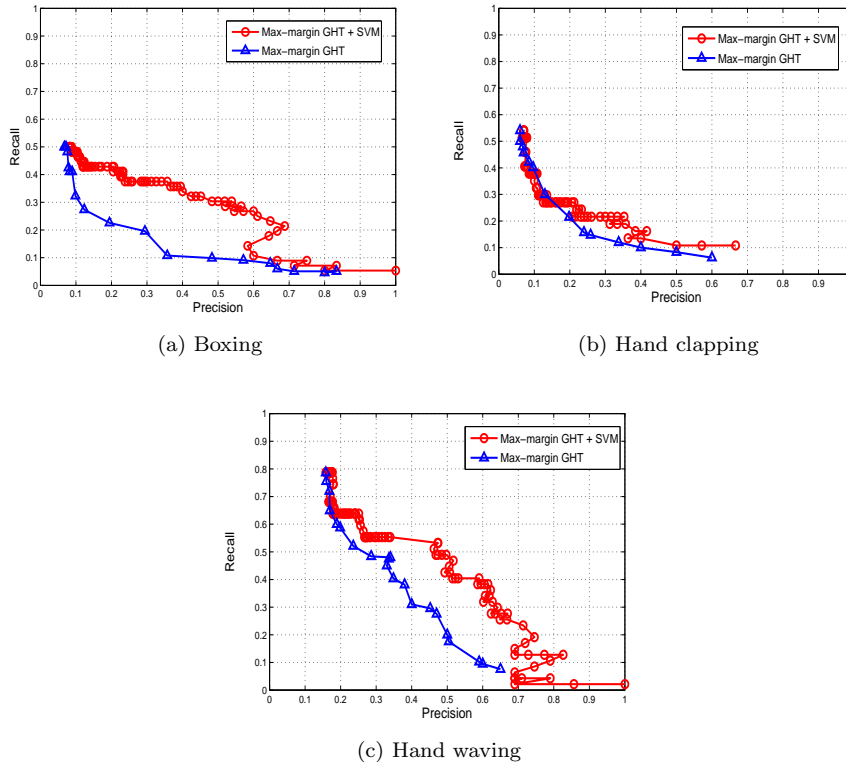 1
0.9
0.8
0.7
0.6
0.5
0.4
0.3
0.2
0.1
0
Recall
Max−margin GHT + SVM
Max−margin GHT
0 0.1 0.2 0.3 0.4 0.5 0.6 0.7 0.8 0.9 1
Precision
(a) Boxing
1
0.9
0.8
0.7
0.6
0.5
0.4
0.3
0.2
0.1
0
Recall
Max−margin GHT + SVM
Max−margin GHT
0 0.1 0.2 0.3 0.4 0.5 0.6 0.7 0.8 0.9
Precision
(b) Hand clapping
1
0.9
0.8
0.7
0.6
0.5
0.4
0.3
0.2
0.1
0
Recall
Max−margin GHT + SVM
Max−margin GHT
0 0.1 0.2 0.3 0.4 0.5 0.6 0.7 0.8 0.9 1
Precision
(c) Hand waving